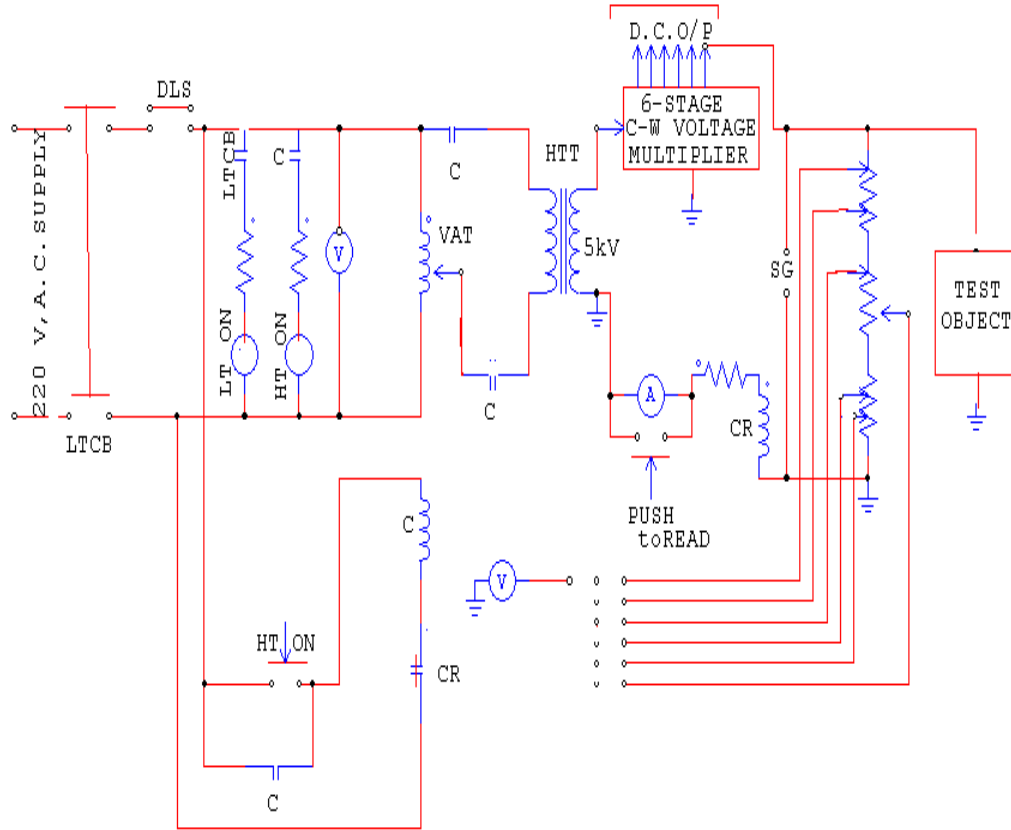 D.C.O/P
6-STAGE
C-W VOLTAGE
MULTIPLIER
DLS
220 V,A.C.SUPPLY
LTCB
C
C
HTT
VAT
V
5kV
SG
TEST
OBJECT
LT ON
HT ON
C
A
CR
LTCB
PUSH
toREAD
C
V
HT ON
CR
C